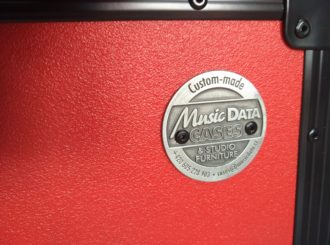 Custom-made
Music DATA
CASES
& STUDIO
FURNITURE